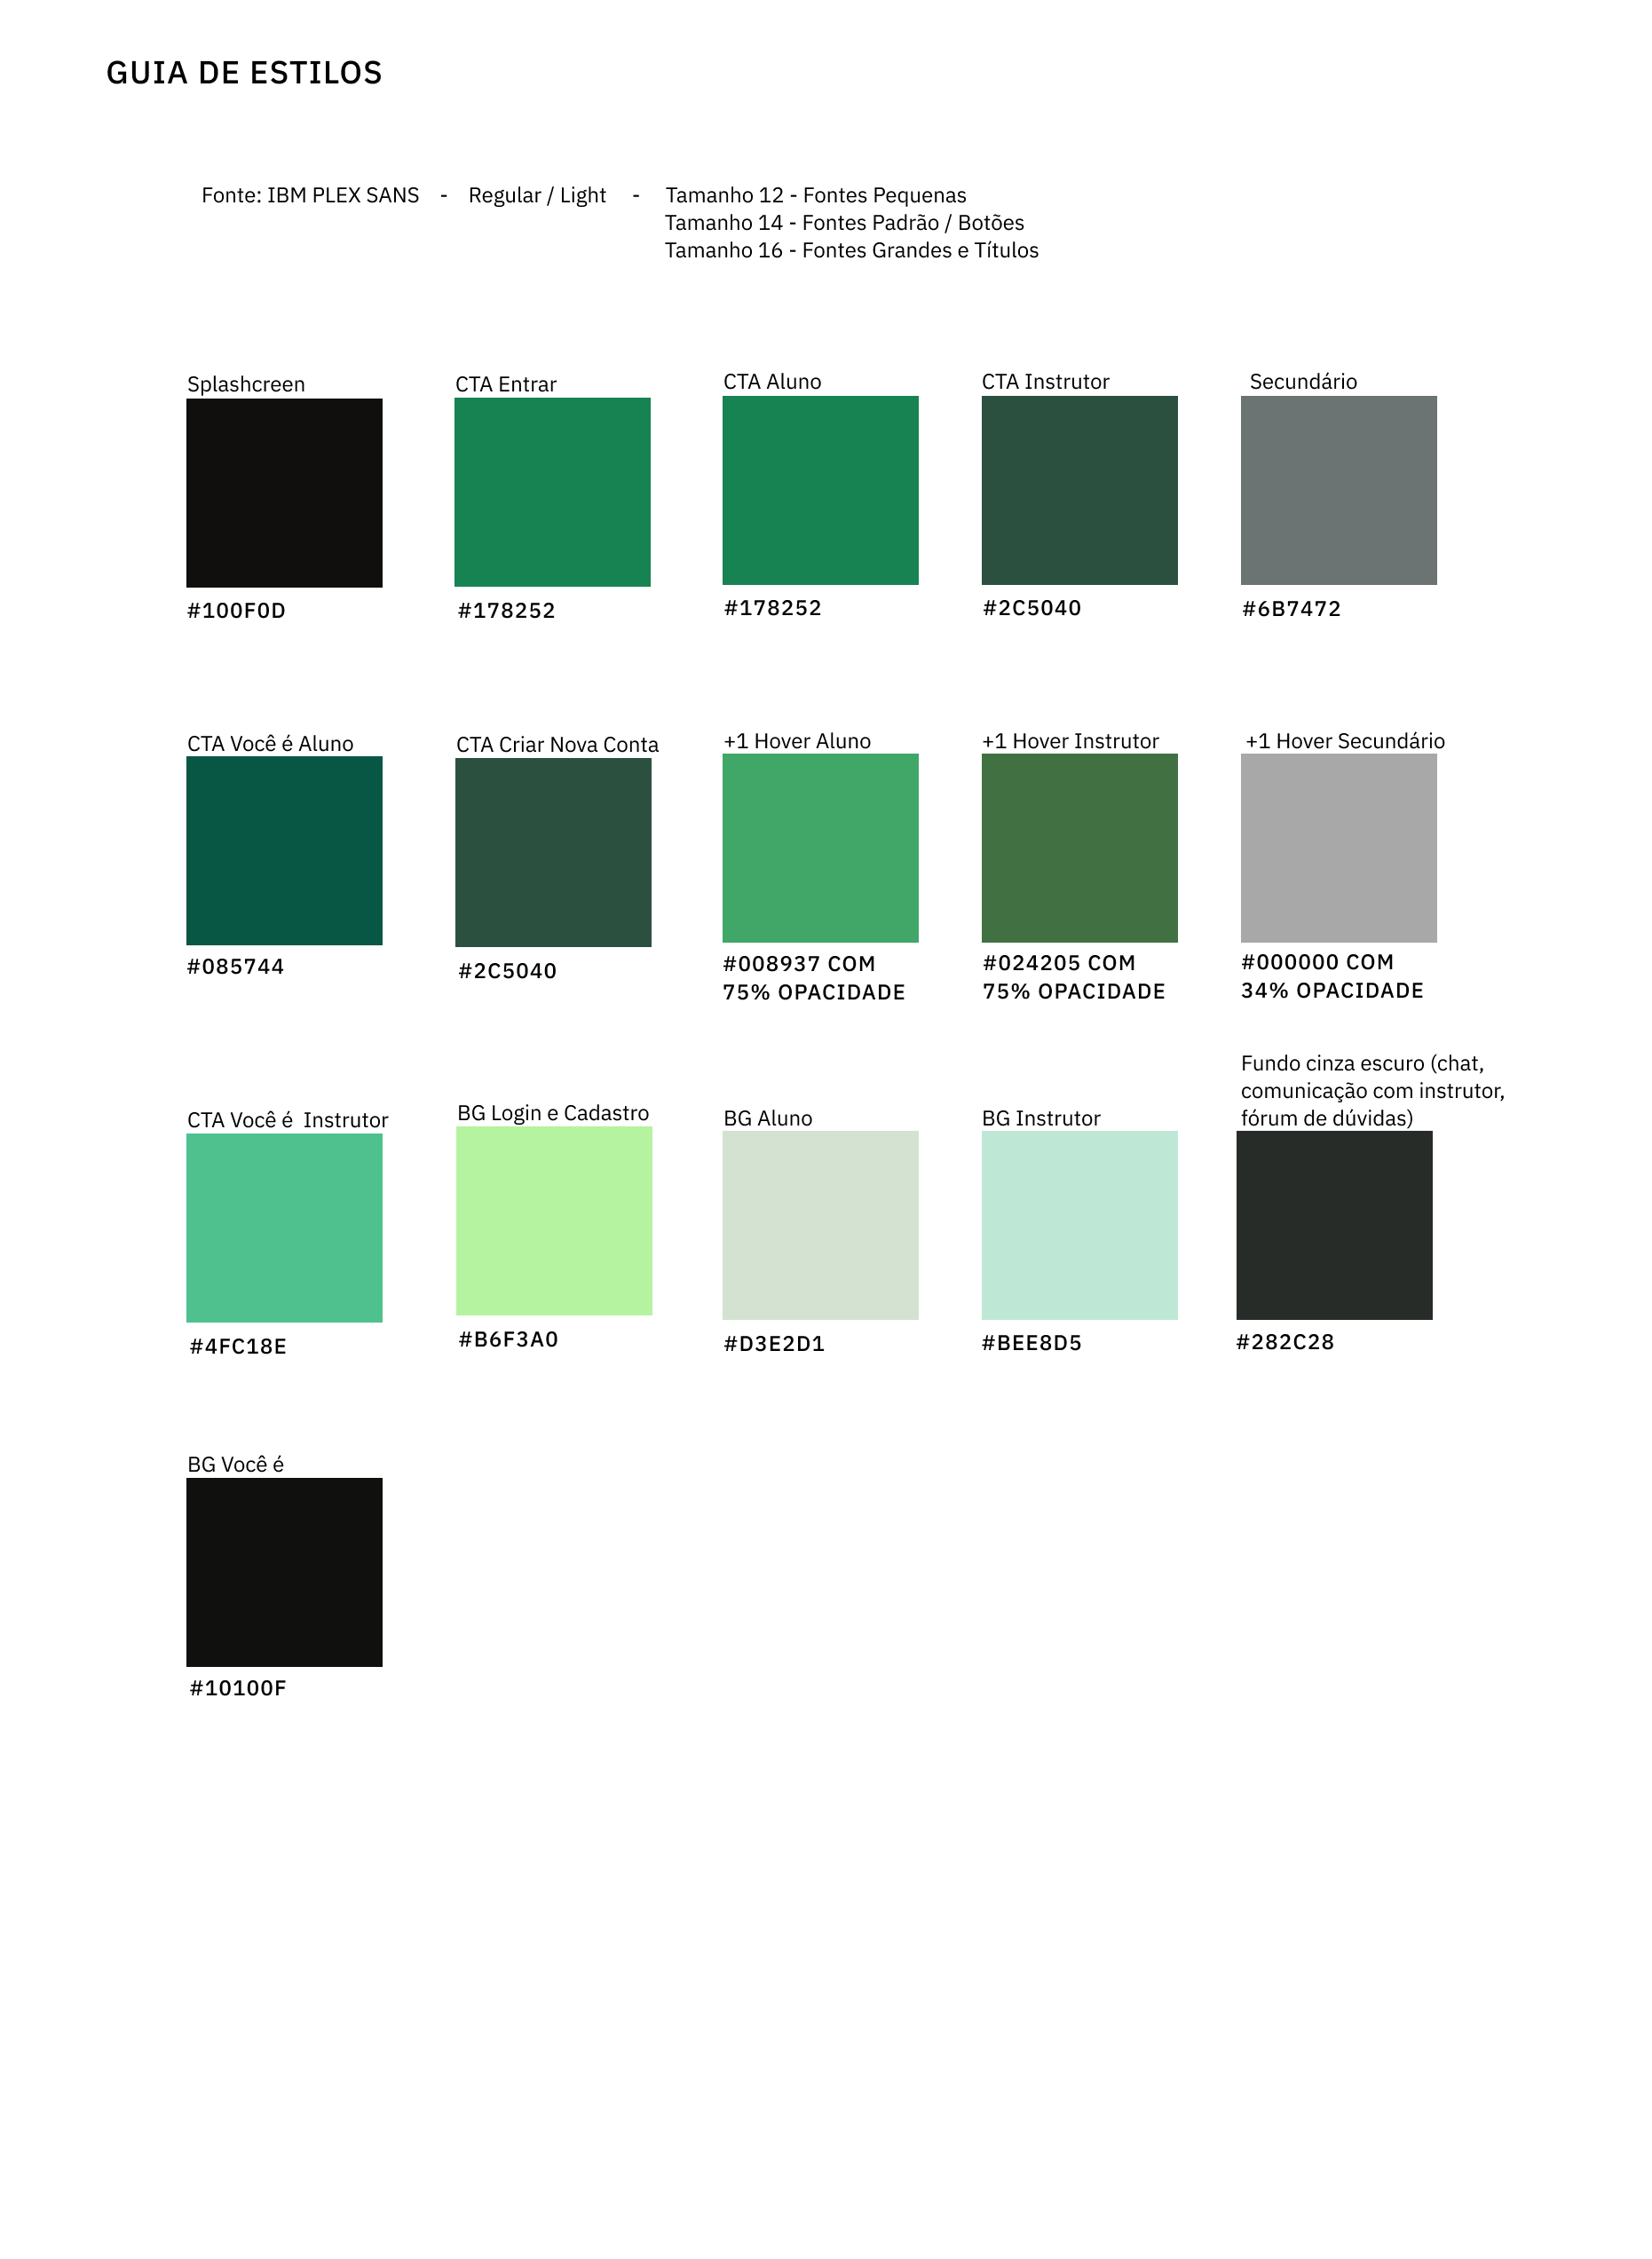 GUIA DE ESTILOS
Fonte: IBM PLEX SANS - Regular / Light - Tamanho 12 - Fontes Pequenas
Tamanho 14 - Fontes Padrão / Botões
Tamanho 16 - Fontes Grandes e Títulos
Splashcreen
CTA Entrar
CTA Aluno
CTA Instrutor
Secundário
#100F0D
#178252
#178252
#2C5040
#6B7472
CTA Você é Aluno
CTA Criar Nova Conta
+1 Hover Aluno
+1 Hover Instrutor
+1 Hover Secundário
#085744
#2C5040
#008937 COM
75% OPACIDADE
#024205 COM
75% OPACIDADE
#000000 COM
34% OPACIDADE
CTA Você é Instrutor
BG Login e Cadastro
BG Aluno
BG Instrutor
Fundo cinza escuro (chat,
comunicação com instrutor,
fórum de dúvidas)
#4FC18E
#B6F3A0
#D3E2D1
#BEE8D5
#282C28
BG Você é
#10100F